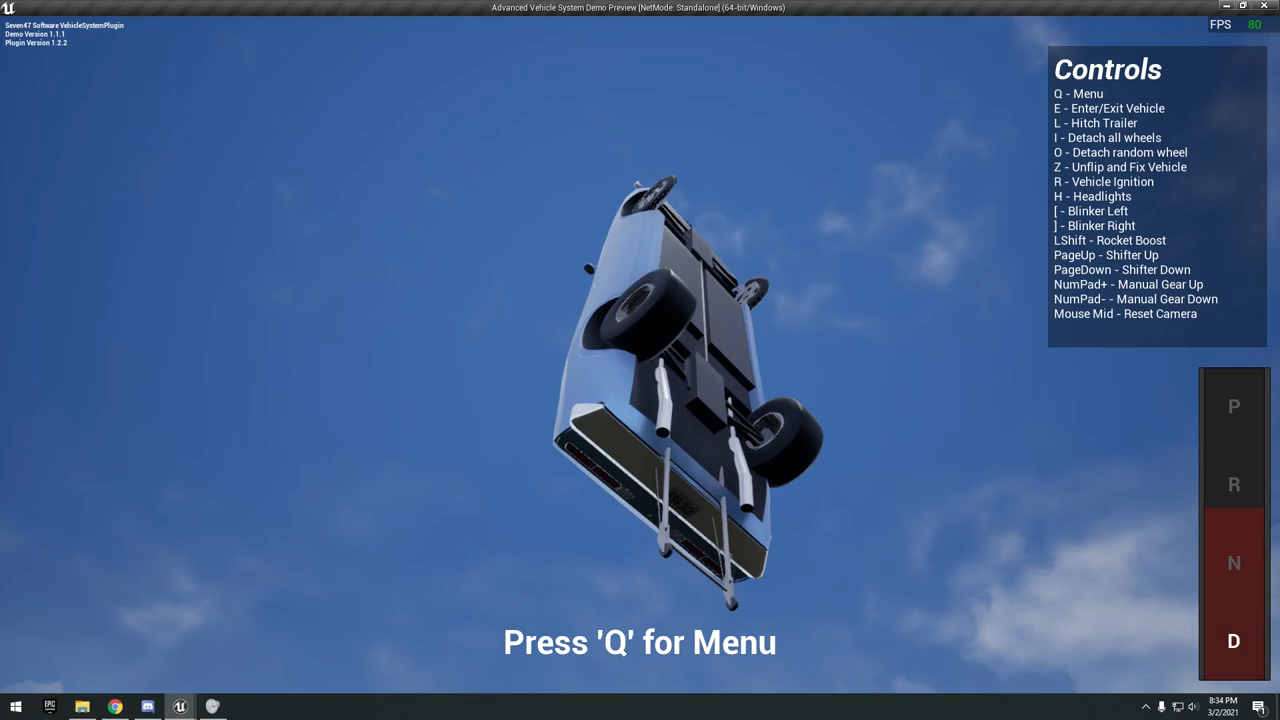 Advanced Vehicle System Demo Preview [NetMode: Standalone] (64-bit/Windows)
Seven47 Software VehicleSystemPlugin
Demo Version 1.1.1
Plugin Version 1.2.2
FPS 80
Controls
Q - Menu
E - Enter/Exit Vehicle
L - Hitch Trailer
I - Detach all wheels
O - Detach random wheel
Z - Unflip and Fix Vehicle
R - Vehicle Ignition
H - Headlights
[ - Blinker Left
] - Blinker Right
LShift - Rocket Boost
PageUp - Shifter Up
PageDown - Shifter Down
NumPad+ - Manual Gear Up
NumPad- - Manual Gear Down
Mouse Mid - Reset Camera
P
R
N
D
Press 'Q' for Menu
EPIC
8:34 PM
3/2/2021
1